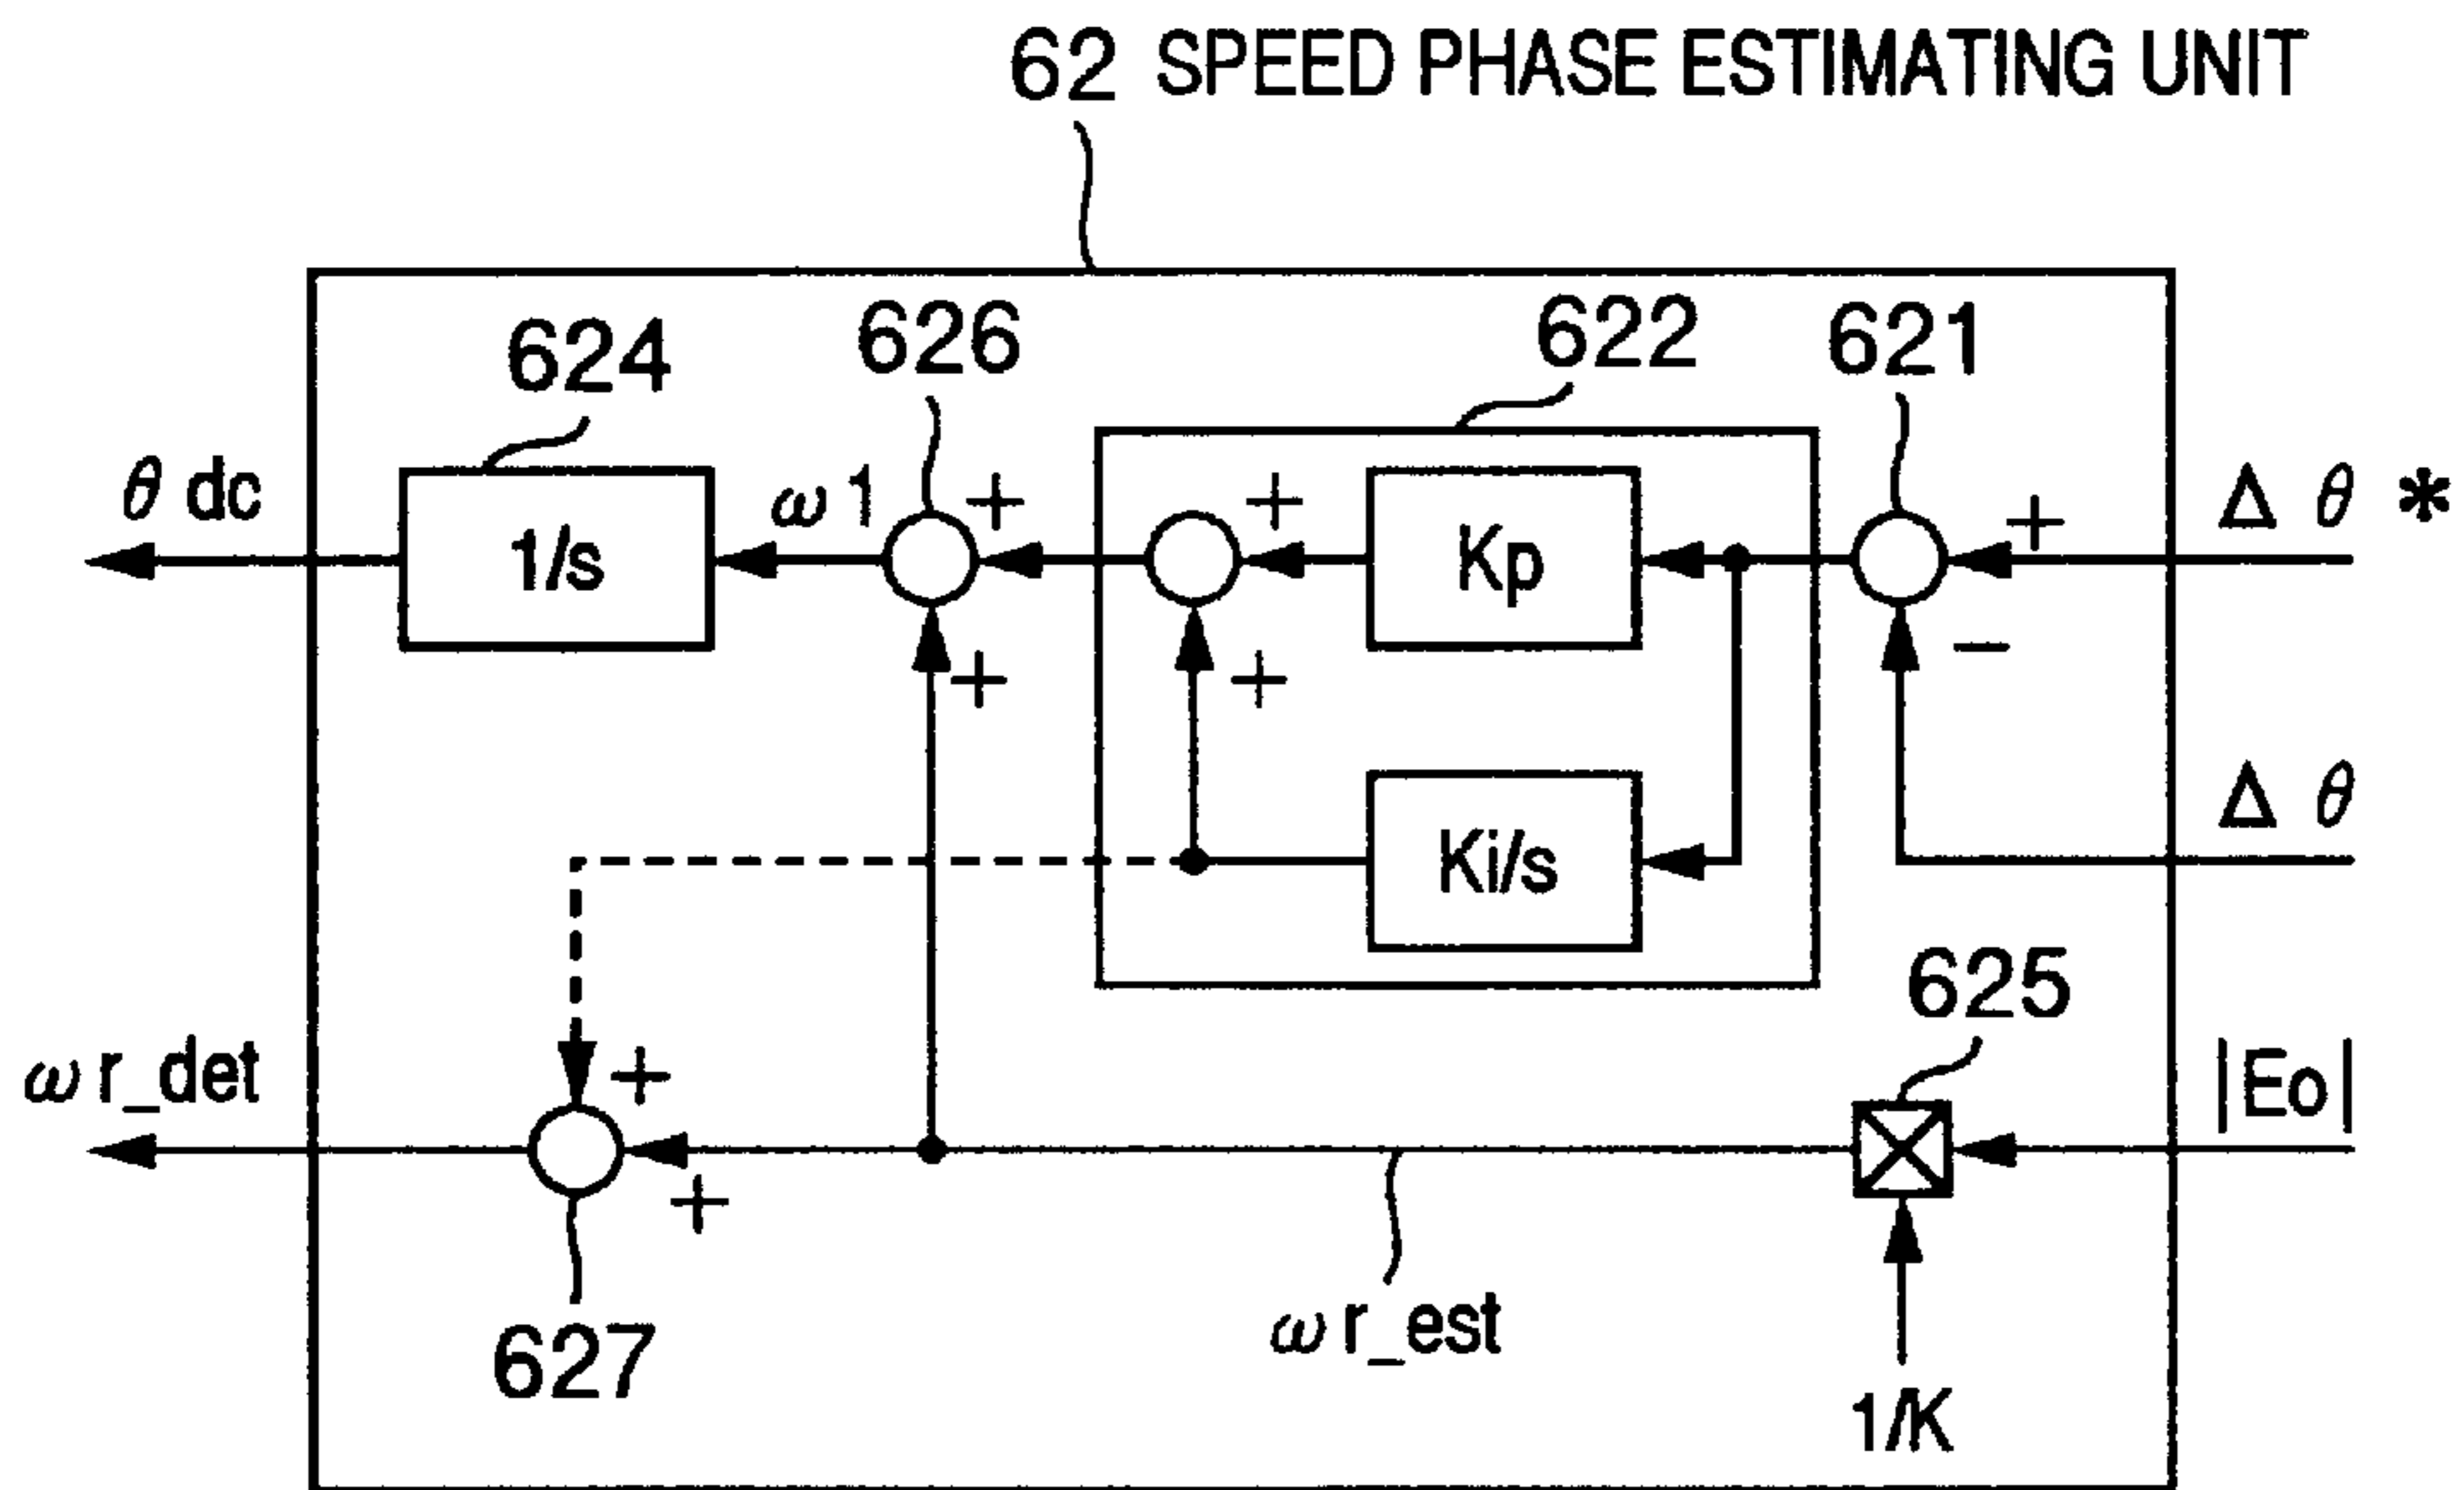 62 SPEED PHASE ESTIMATING UNIT
624
626
622
621
θ dc
1/s
ω 1
+
+
Kp
+
Δ θ *
−
+
+
Ki/s
Δ θ
625
ω r_det
+
+
|Eo|
627
ω r_est
1/K